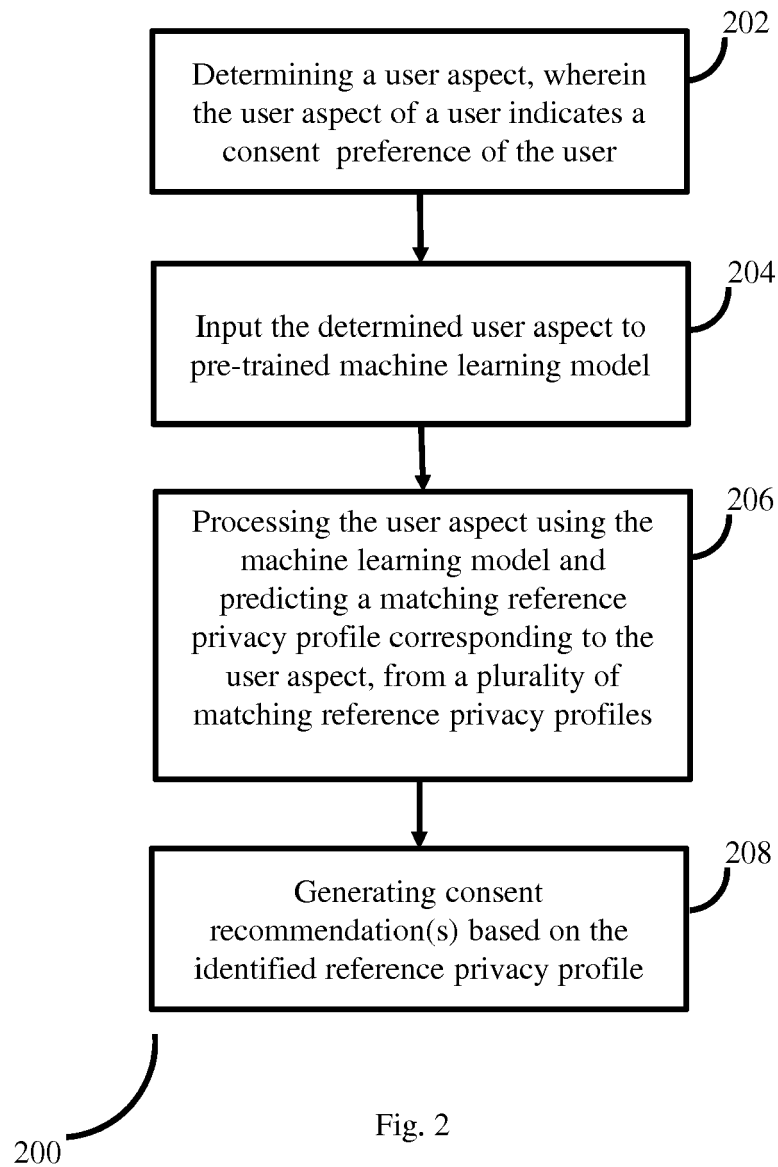 202
Determining a user aspect, wherein
the user aspect of a user indicates a
consent preference of the user
204
Input the determined user aspect to
pre-trained machine learning model
206
Processing the user aspect using the
machine learning model and
predicting a matching reference
privacy profile corresponding to the
user aspect, from a plurality of
matching reference privacy profiles
208
Generating consent
recommendation(s) based on the
identified reference privacy profile
200
Fig. 2